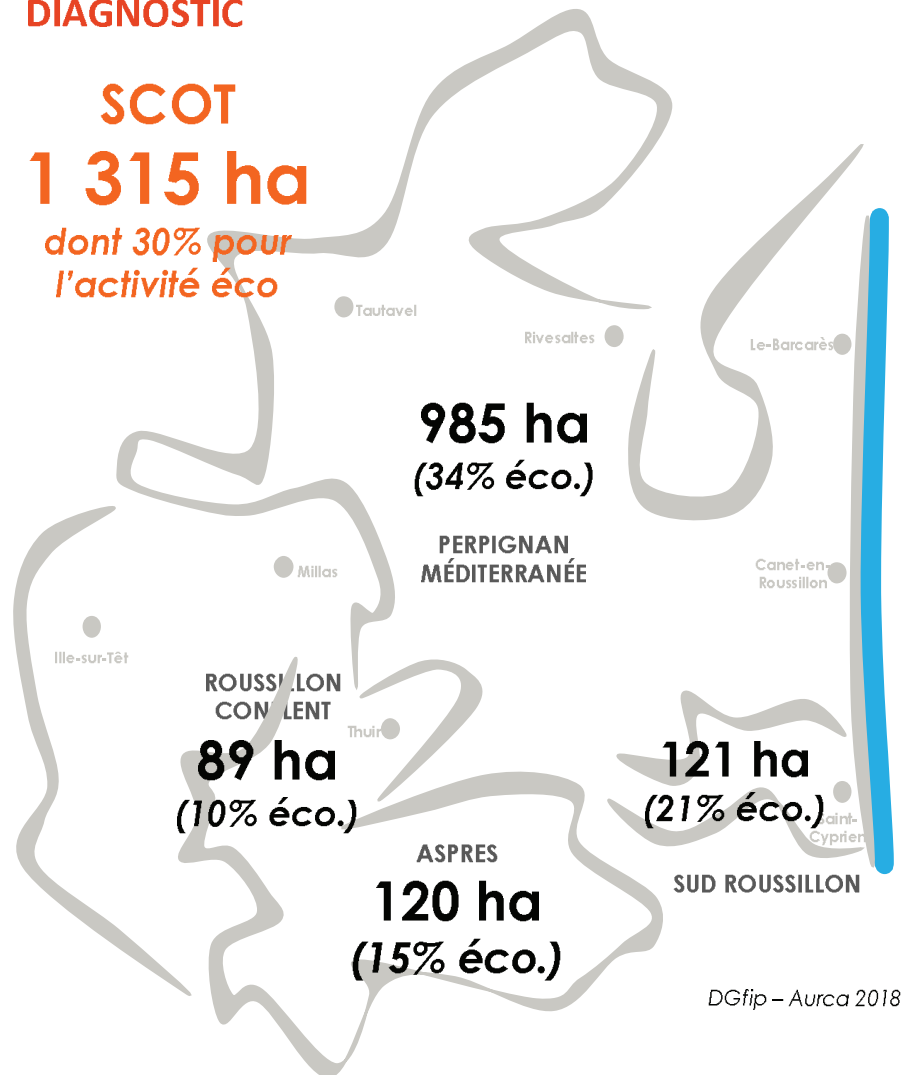 DIAGNOSTIC
SCOT
1 315 ha
dont 30% pour
l'activité éco
Tautavel
Rivesaltes
Le-Barcarès
985 ha
(34% éco.)
PERPIGNAN
MÉDITERRANÉE
Millas
Canet-en-
Roussillon
Ille-sur-Têt
ROUSSILLON
CONFLENT
Thuir
89 ha
(10% éco.)
121 ha
(21% éco.)
Saint-
Cyprien
ASPRES
120 ha
(15% éco.)
SUD ROUSSILLON
DGfip – Aurca 2018